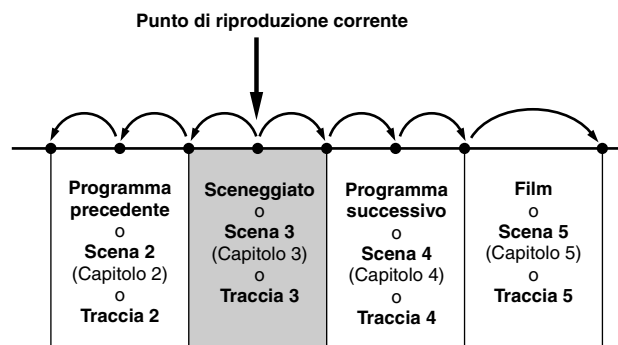 Punto di riproduzione corrente
Programma
precedente
o
Scena 2
(Capitolo 2)
o
Traccia 2
Sceneggiato
o
Scena 3
(Capitolo 3)
o
Traccia 3
Programma
successivo
o
Scena 4
(Capitolo 4)
o
Traccia 4
Film
o
Scena 5
(Capitolo 5)
o
Traccia 5